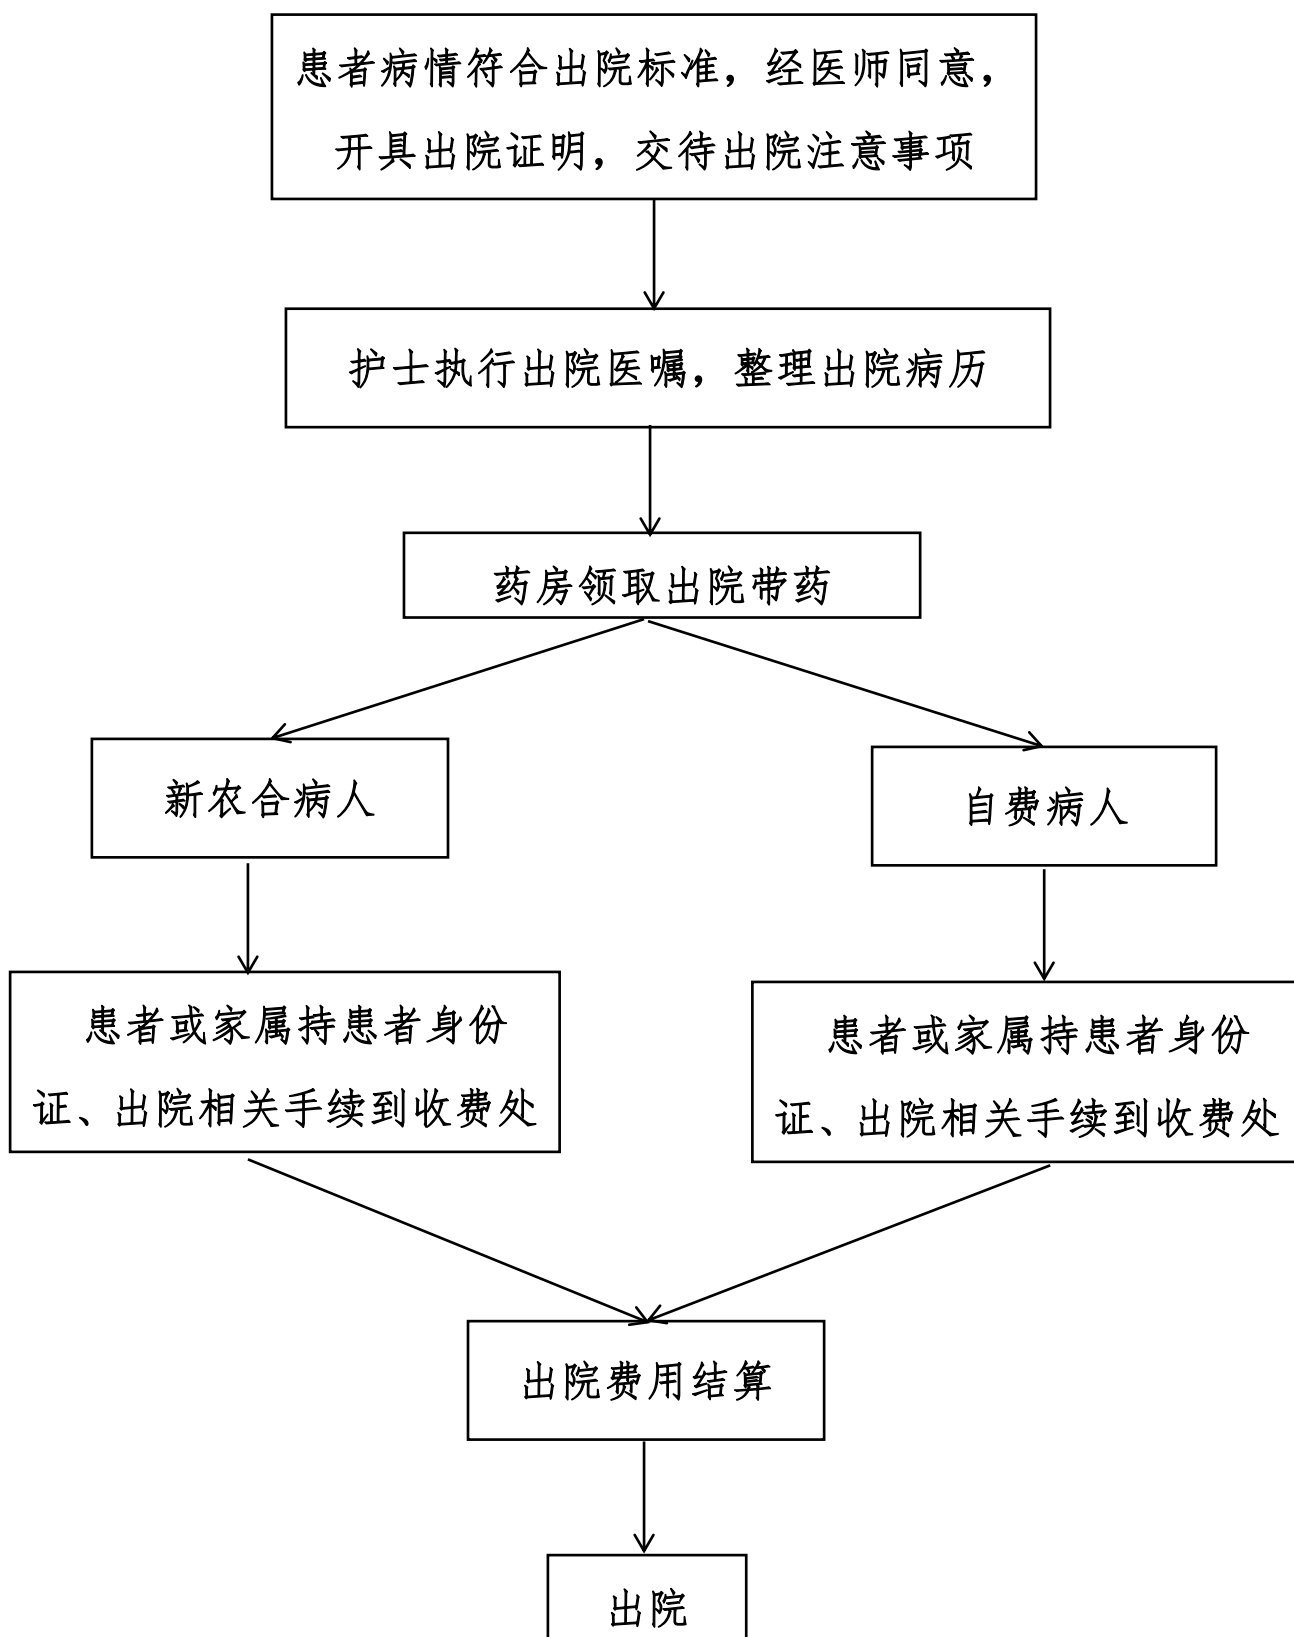 患者病情符合出院标准，经医师同意，
开具出院证明，交待出院注意事项
护士执行出院医嘱，整理出院病历
药房领取出院带药
新农合病人
自费病人
患者或家属持患者身份
证、出院相关手续到收费处
患者或家属持患者身份
证、出院相关手续到收费处
出院费用结算
出院